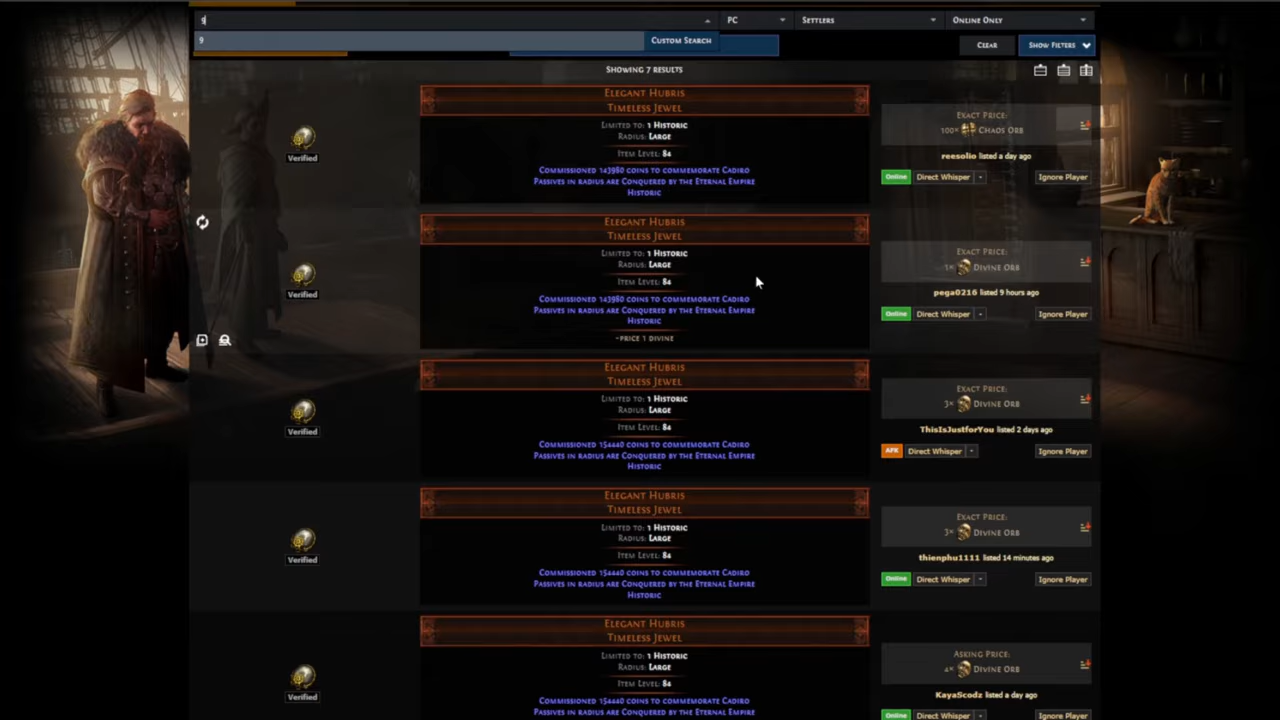 9
PC
Settlers
Online Only
9
Custom Search
Clear
Show Filters
Showing 7 results
Elegant Hubris
Timeless Jewel
Limited to: 1 Historic
Radius: Large
Item Level: 84
Commissioned 143980 coins to commemorate Cadiro
Passives in radius are Conquered by the Eternal Empire
Historic
Verified
Exact Price:
100× Chaos Orb
reesolio listed a day ago
Online Direct Whisper Ignore Player
Elegant Hubris
Timeless Jewel
Limited to: 1 Historic
Radius: Large
Item Level: 84
Commissioned 143980 coins to commemorate Cadiro
Passives in radius are Conquered by the Eternal Empire
Historic
~price 1 divine
Verified
Exact Price:
1× Divine Orb
pega0216 listed 9 hours ago
Online Direct Whisper Ignore Player
Elegant Hubris
Timeless Jewel
Limited to: 1 Historic
Radius: Large
Item Level: 84
Commissioned 154440 coins to commemorate Cadiro
Passives in radius are Conquered by the Eternal Empire
Historic
Verified
Exact Price:
3× Divine Orb
ThisIsJustforYou listed 2 days ago
AFK Direct Whisper Ignore Player
Elegant Hubris
Timeless Jewel
Limited to: 1 Historic
Radius: Large
Item Level: 84
Commissioned 154440 coins to commemorate Cadiro
Passives in radius are Conquered by the Eternal Empire
Historic
Verified
Exact Price:
3× Divine Orb
thienphu1111 listed 14 minutes ago
Online Direct Whisper Ignore Player
Elegant Hubris
Timeless Jewel
Limited to: 1 Historic
Radius: Large
Item Level: 84
Commissioned 154440 coins to commemorate Cadiro
Passives in radius are Conquered by the Eternal Empire
Verified
Asking Price:
4× Divine Orb
KayaScodz listed a day ago
Online Direct Whisper Ignore Player